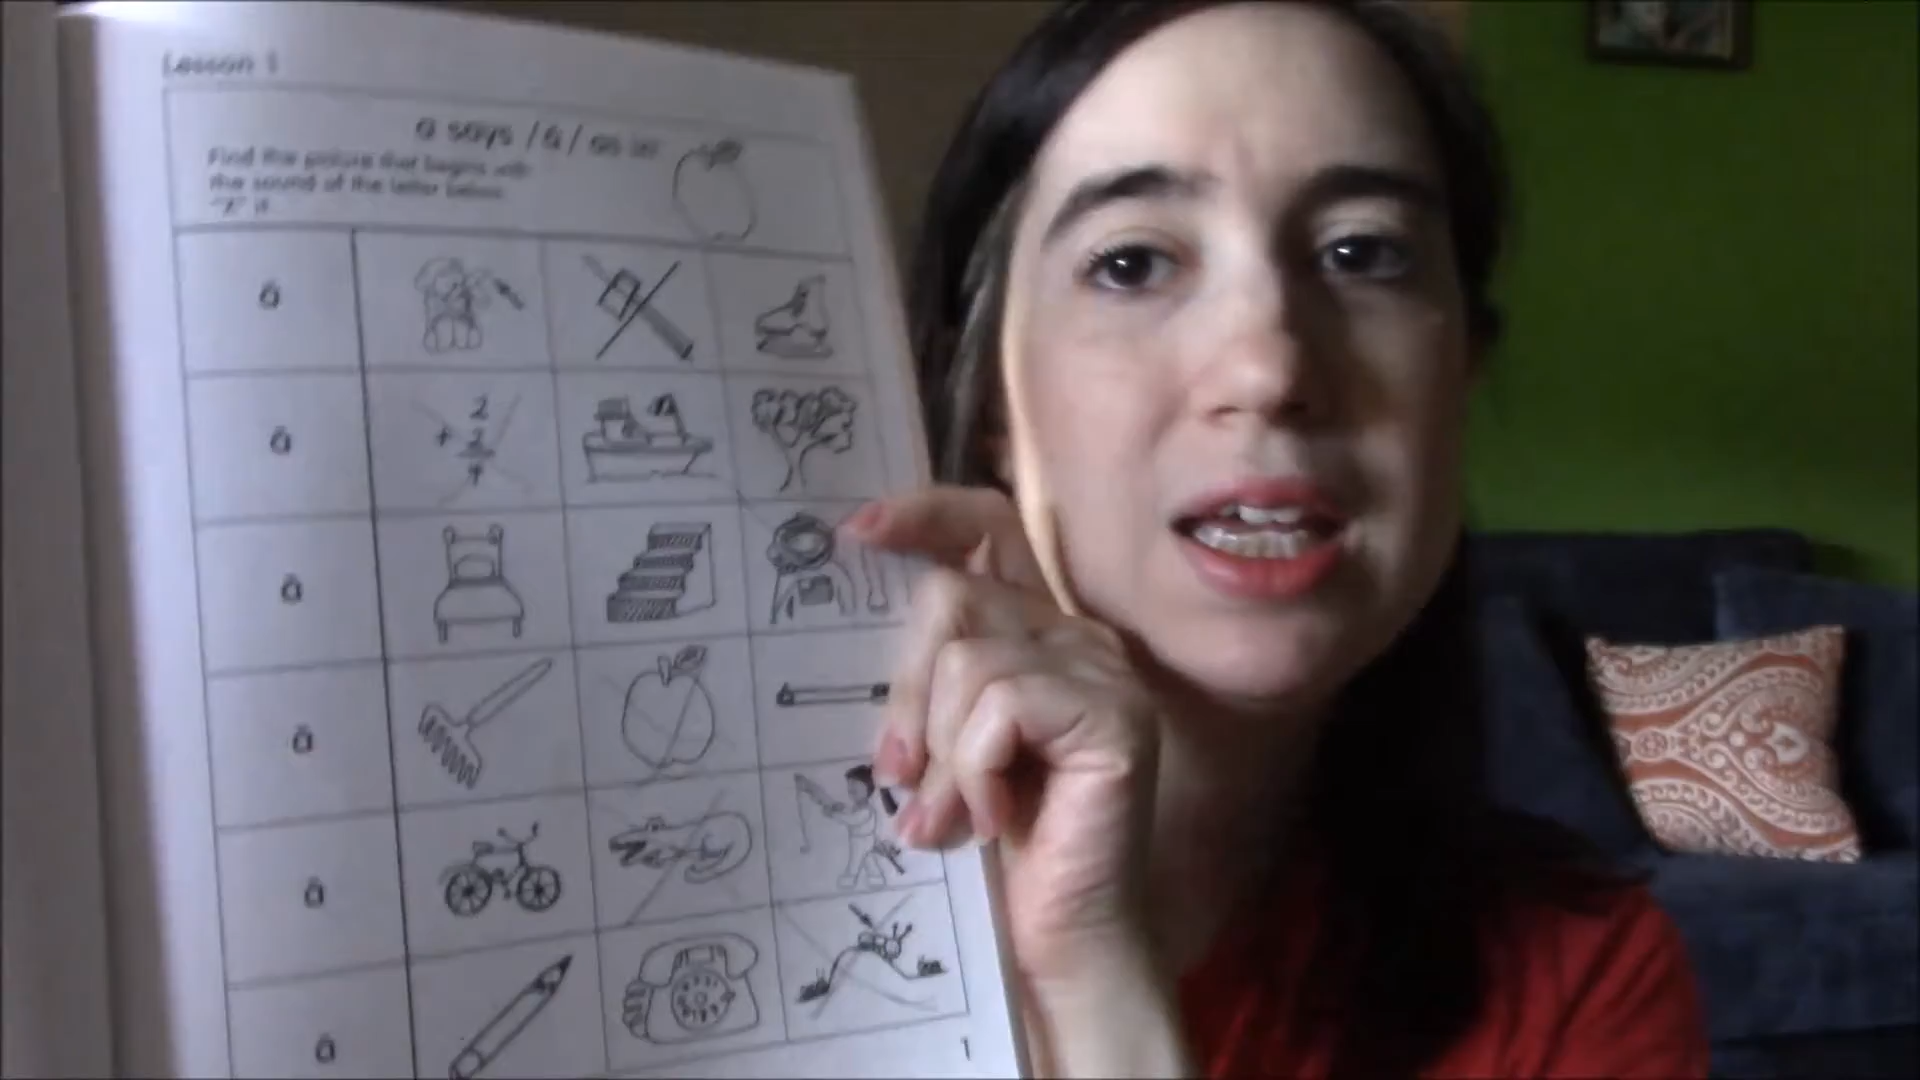 Lesson 1
a says /ă/ as in
Find the picture that begins with
the sound of the letter below.
"X" it.
ă
ă
2
+ 2
4
ă
ă
ă
ă
1